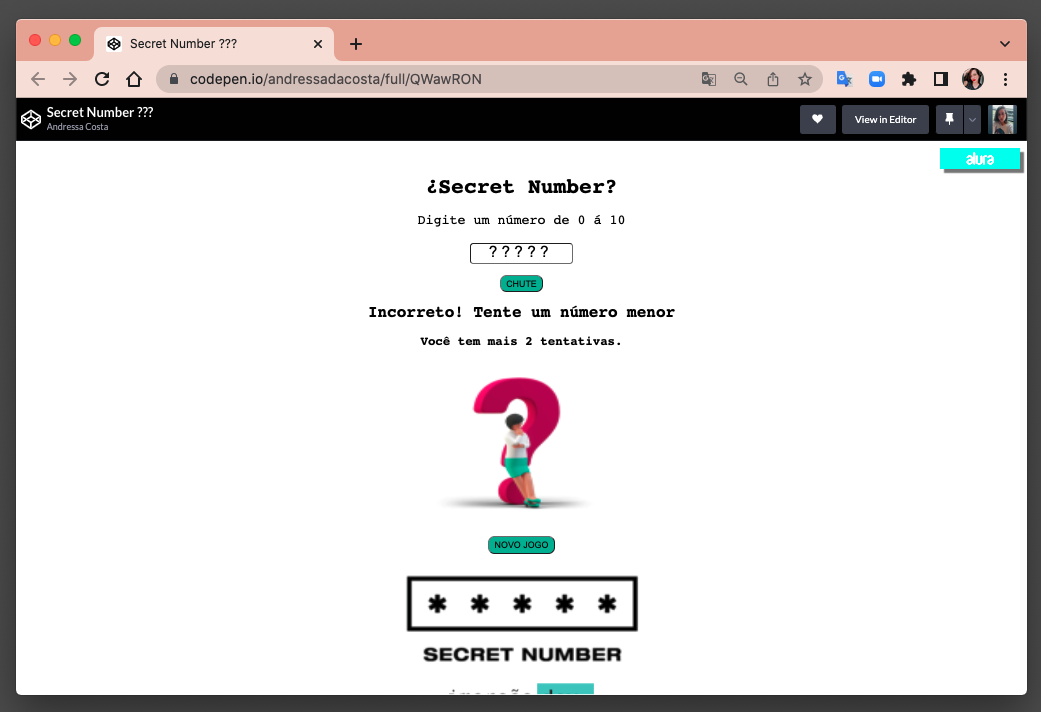 Secret Number ???
codepen.io/andressadacosta/full/QWawRON
Secret Number ???
Andressa Costa
View in Editor
alura
¿Secret Number?
Digite um número de 0 á 10
?????
CHUTE
Incorreto! Tente um número menor
Você tem mais 2 tentativas.
NOVO JOGO
* * * * *
SECRET NUMBER